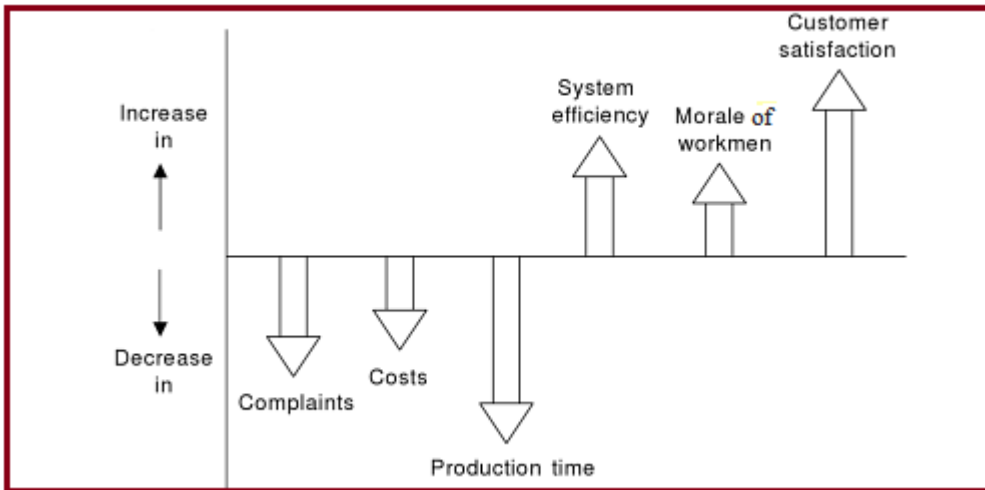 Customer
satisfaction
System
efficiency
Morale of
workmen
Increase
in
Decrease
in
Complaints
Costs
Production time